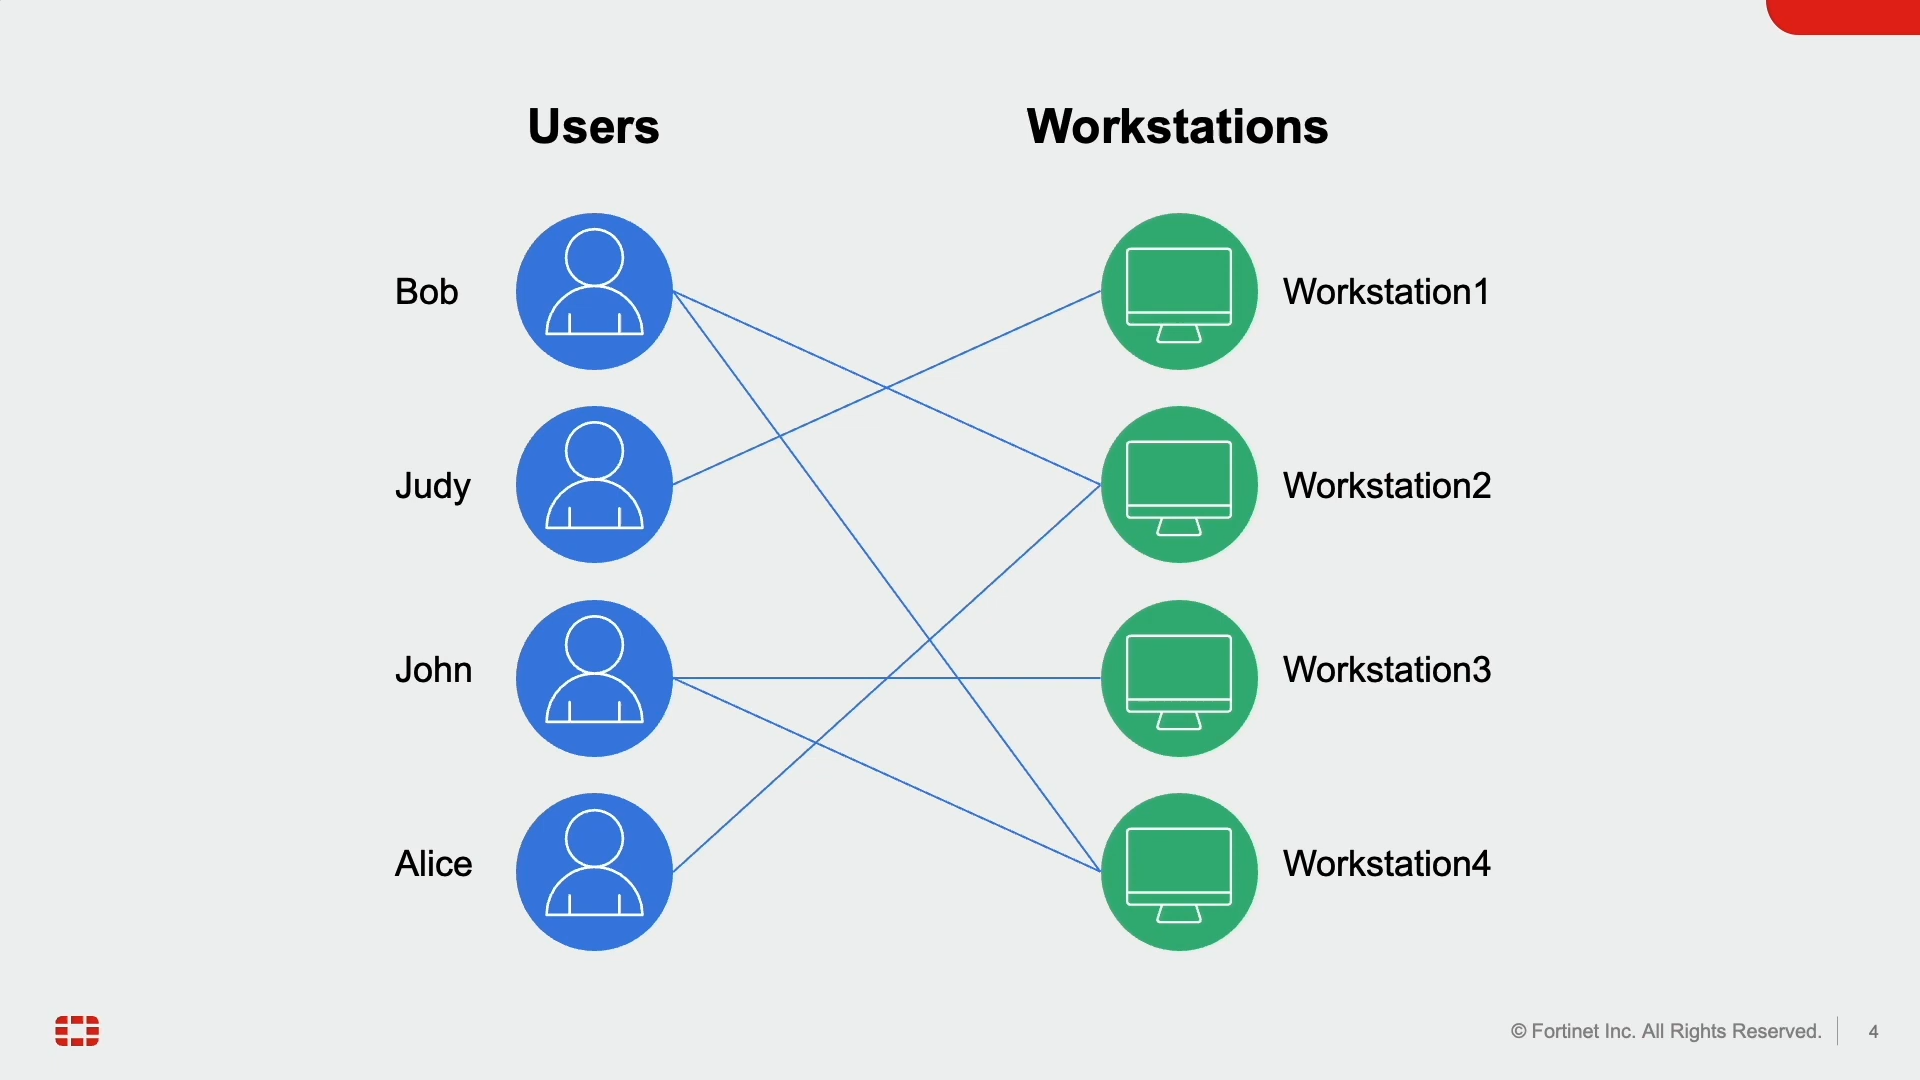 Users
Workstations
Bob
Workstation1
Judy
Workstation2
John
Workstation3
Alice
Workstation4
© Fortinet Inc. All Rights Reserved.
4